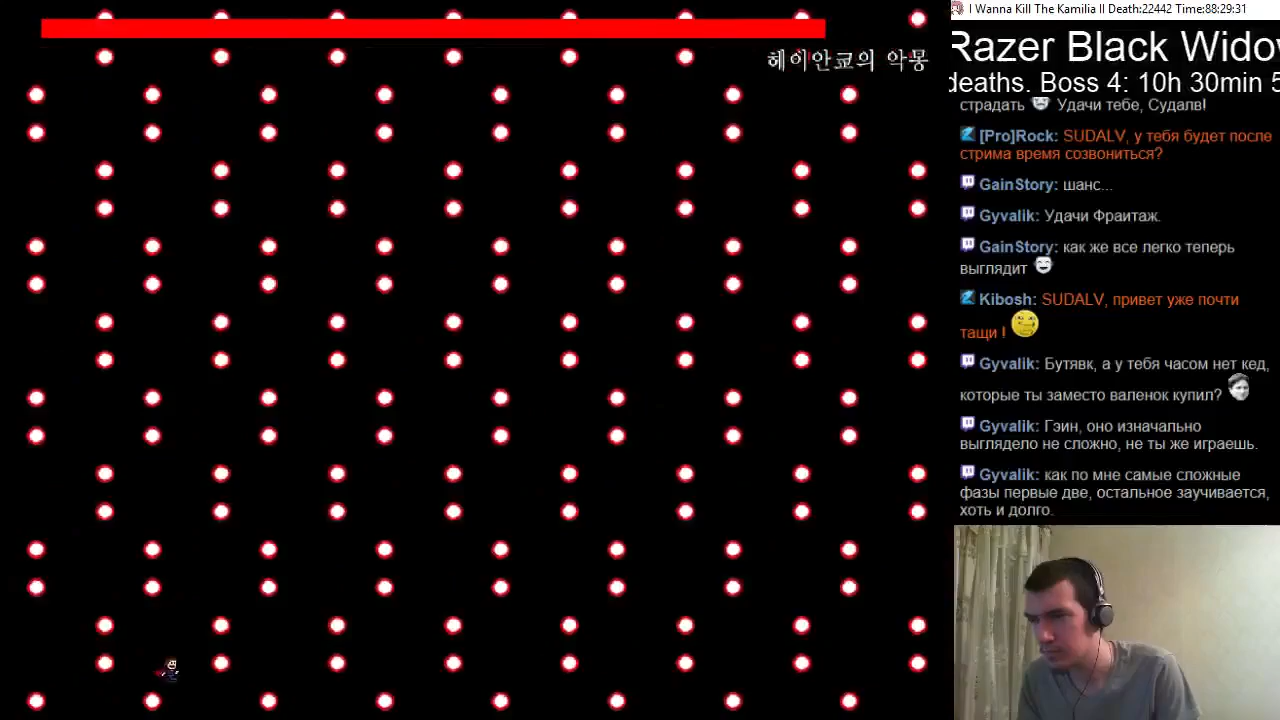 I Wanna Kill The Kamilia II Death:22442 Time:88:29:31
Razer Black Widow
deaths. Boss 4: 10h 30min 5
헤이안쿄의 악몽
страдать Удачи тебе, Судалв!
[Pro]Rock: SUDALV, у тебя будет после
стрима время созвониться?
GainStory: шанс...
Gyvalik: Удачи Фраитаж.
GainStory: как же все легко теперь
выглядит
Kibosh: SUDALV, привет уже почти
тащи !
Gyvalik: Бутявк, а у тебя часом нет кед,
которые ты заместо валенок купил?
Gyvalik: Гэин, оно изначально
выглядело не сложно, не ты же играешь.
Gyvalik: как по мне самые сложные
фазы первые две, остальное заучивается,
хоть и долго.